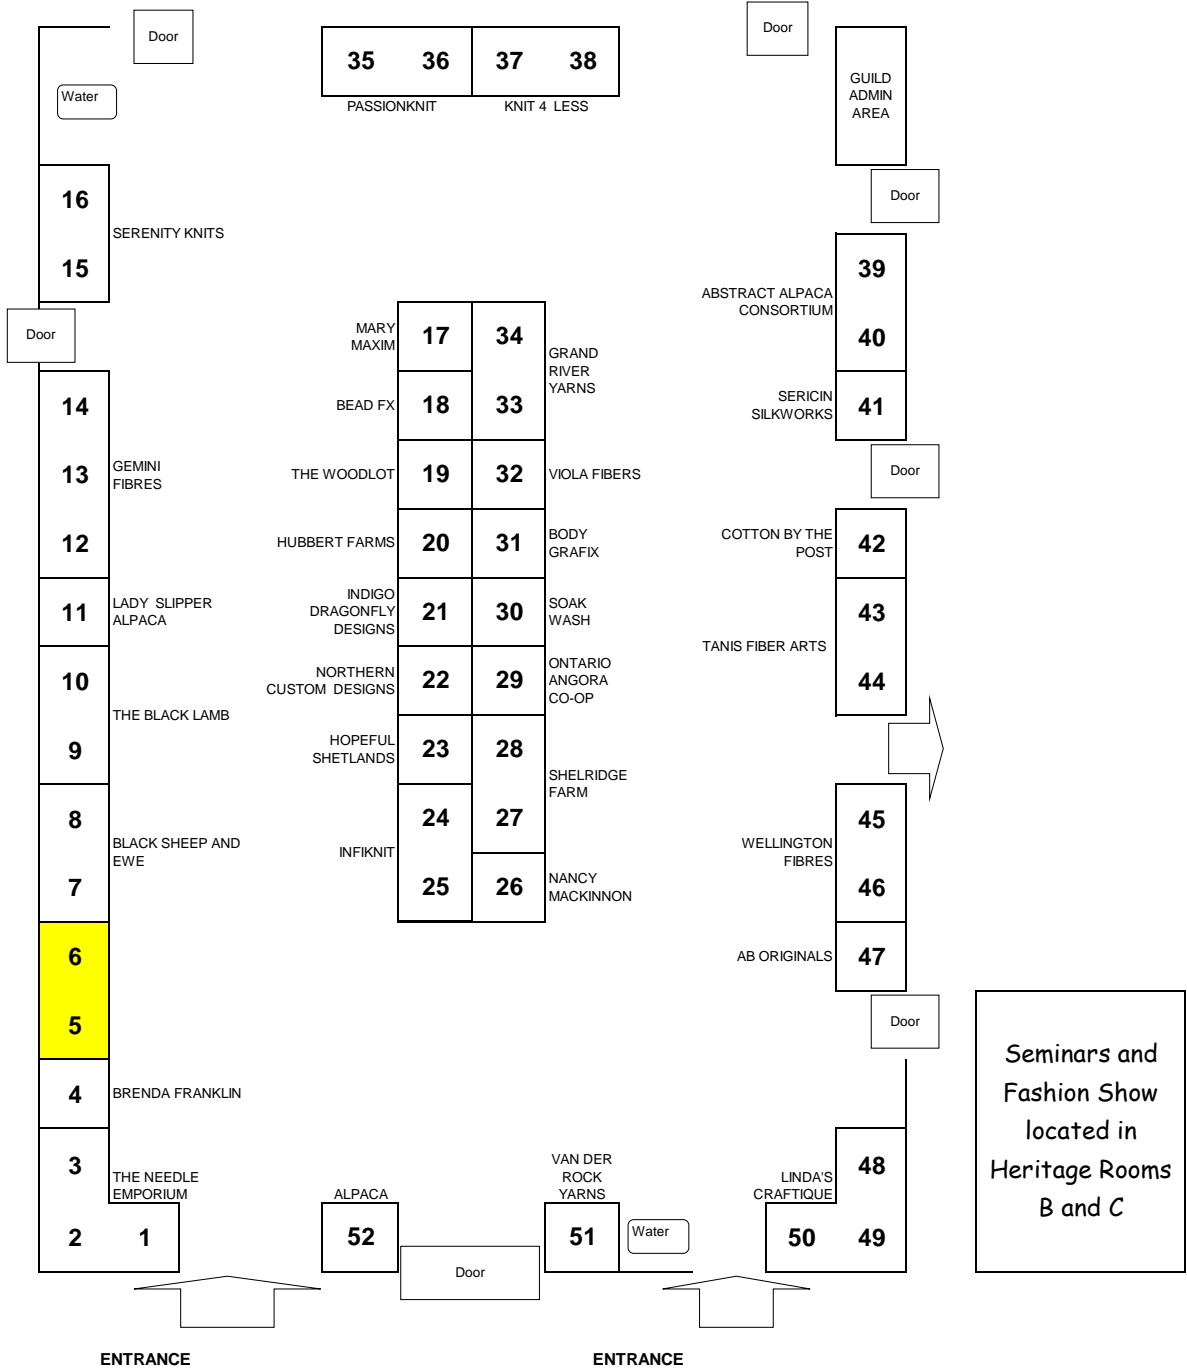 Door
Door
35 36 37 38
PASSIONKNIT
KNIT 4 LESS
GUILD
ADMIN
AREA
Water
16
SERENITY KNITS
15
Door
Door
39
ABSTRACT ALPACA
CONSORTIUM
40
SERICIN
SILKWORKS
41
Door
MARY
MAXIM
17
34
GRAND
RIVER
YARNS
BEAD FX
18
33
THE WOODLOT
19
32
VIOLA FIBERS
HUBBERT FARMS
20
31
BODY
GRAFIX
INDIGO
DRAGONFLY
DESIGNS
21
30
SOAK
WASH
NORTHERN
CUSTOM DESIGNS
22
29
ONTARIO
ANGORA
CO-OP
HOPEFUL
SHETLANDS
23
28
SHELRIDGE
FARM
24
27
INFIKNIT
25
26
NANCY
MACKINNON
14
13
GEMINI
FIBRES
12
11
LADY SLIPPER
ALPACA
10
THE BLACK LAMB
9
8
BLACK SHEEP AND
EWE
7
6
5
4
BRENDA FRANKLIN
3
THE NEEDLE
EMPORIUM
2 1
COTTON BY THE
POST
42
43
TANIS FIBER ARTS
44
45
WELLINGTON
FIBRES
46
AB ORIGINALS
47
Door
Seminars and
Fashion Show
located in
Heritage Rooms
B and C
ALPACA
52
Door
VAN DER
ROCK
YARNS
51
Water
LINDA'S
CRAFTIQUE
48
50 49
ENTRANCE
ENTRANCE